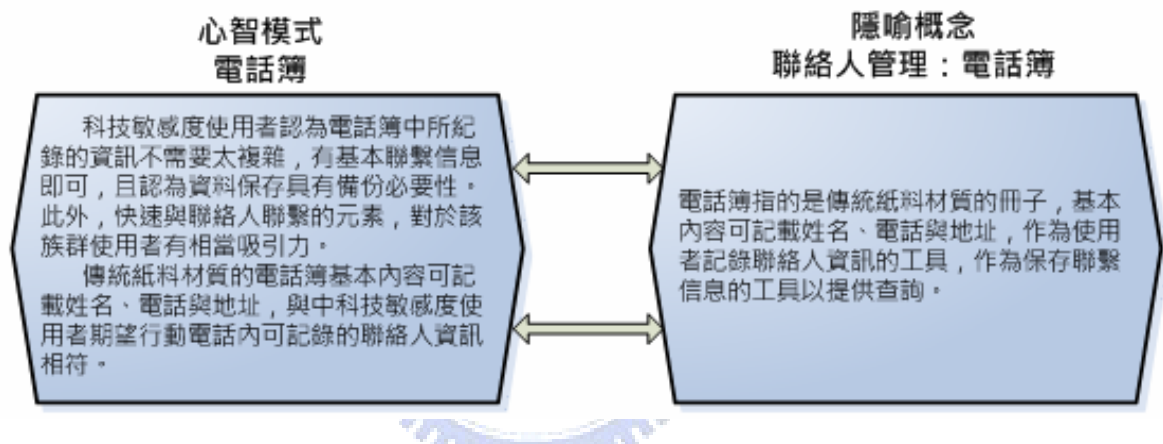 心智模式
電話簿
科技敏感度使用者認為電話簿中所紀
錄的資訊不需要太複雜，有基本聯繫信息
即可，且認為資料保存具有備份必要性。
此外，快速與聯絡人聯繫的元素，對於該
族群使用者有相當吸引力。
傳統紙料材質的電話簿基本內容可記
載姓名、電話與地址，與中科技敏感度使
用者期望行動電話內可記錄的聯絡人資訊
相符。
隱喻概念
聯絡人管理：電話簿
電話簿指的是傳統紙料材質的冊子，基本
內容可記載姓名、電話與地址，作為使用
者記錄聯絡人資訊的工具，作為保存聯繫
信息的工具以提供查詢。